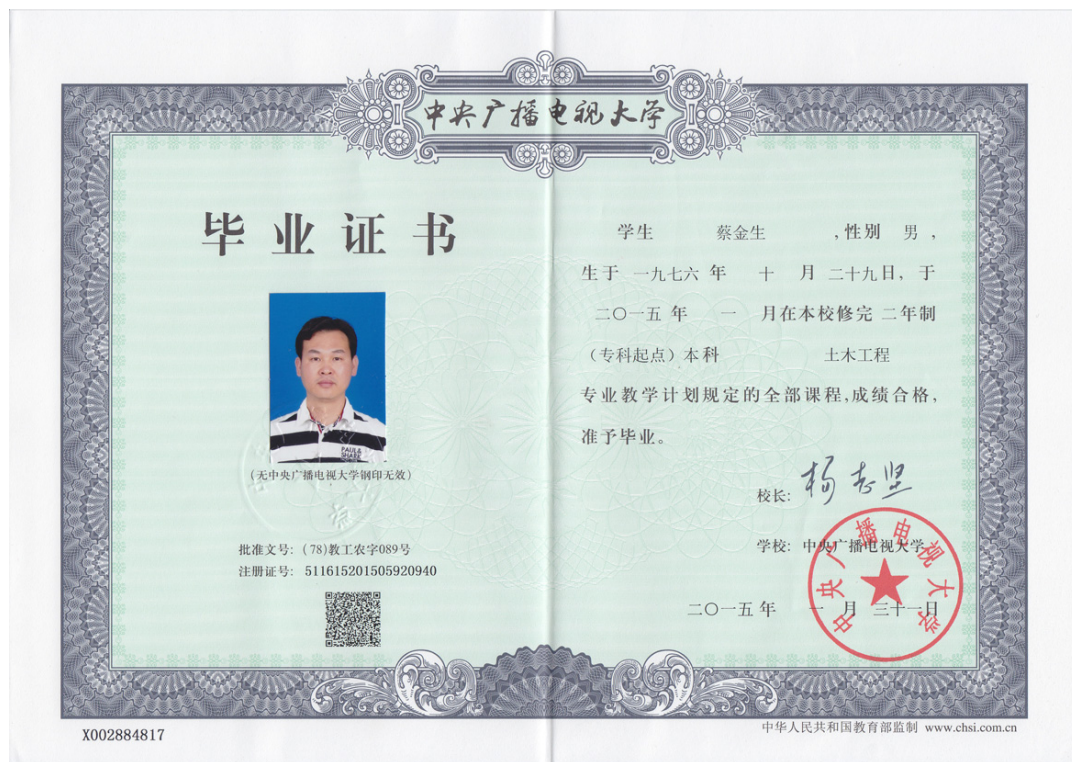 中央广播电视大学
毕业证书
PAUL&
SHARK
(无中央广播电视大学钢印无效)
批准文号:(78)教工农字089号
注册证号: 511615201505920940
学生 蔡金生 ,性别 男 ,
生于 一九七六 年 十 月 二十九日, 于
二〇一五 年 一 月在本校修完 二年制
(专科起点) 本科 土木工程
专业教学计划规定的全部课程,成绩合格,
准予毕业。
校长: 杨志坚
学校: 中央广播电视大学
中央广播电视大学
二〇一五 年 一 月 三十一日
X002884817
中华人民共和国教育部监制 www.chsi.com.cn